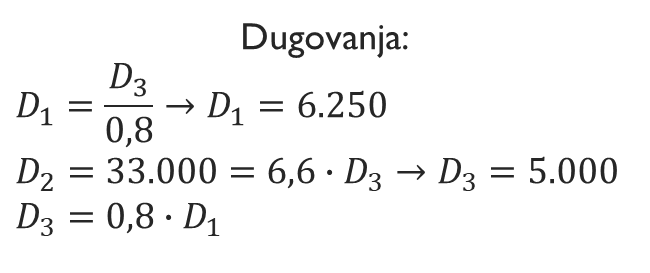 Dugovanja:
D₁ = D₃/0,8 → D₁ = 6.250
D₂ = 33.000 = 6,6 · D₃ → D₃ = 5.000
D₃ = 0,8 · D₁